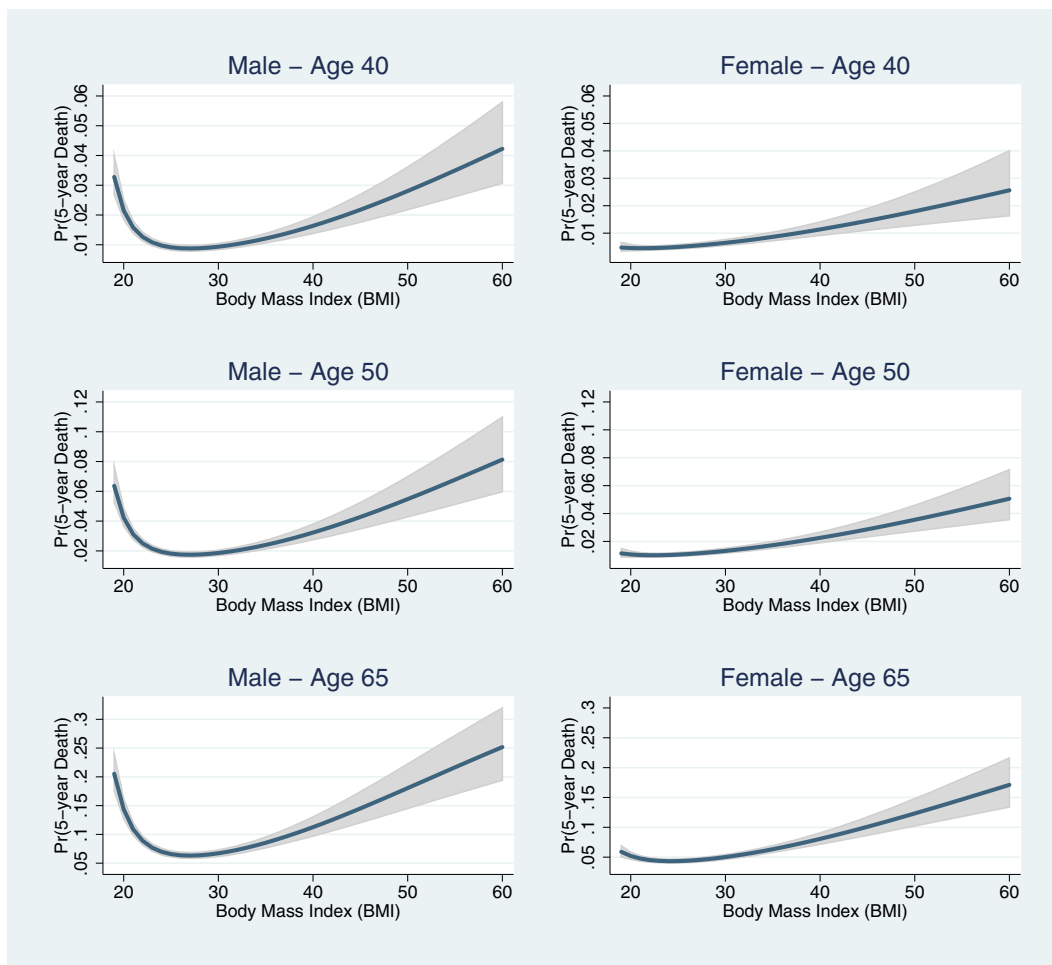 Male – Age 40
Pr(5−year Death)
.01 .02 .03 .04 .05 .06
20 30 40 50 60
Body Mass Index (BMI)
Female – Age 40
Pr(5−year Death)
.01 .02 .03 .04 .05 .06
20 30 40 50 60
Body Mass Index (BMI)
Male – Age 50
Pr(5−year Death)
.02 .04 .06 .08 .1 .12
20 30 40 50 60
Body Mass Index (BMI)
Female – Age 50
Pr(5−year Death)
.02 .04 .06 .08 .1 .12
20 30 40 50 60
Body Mass Index (BMI)
Male – Age 65
Pr(5−year Death)
.05 .1 .15 .2 .25 .3
20 30 40 50 60
Body Mass Index (BMI)
Female – Age 65
Pr(5−year Death)
.05 .1 .15 .2 .25 .3
20 30 40 50 60
Body Mass Index (BMI)